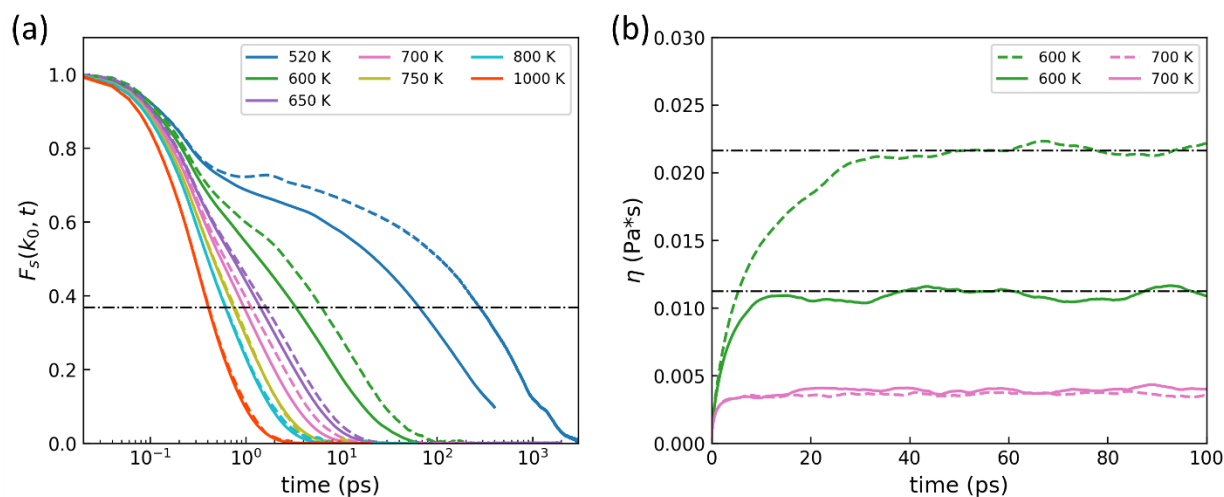 (a)
520 K
600 K
650 K
700 K
750 K
800 K
1000 K
1.0
0.8
0.6
0.4
0.2
0.0
F_s(k_0, t)
10^{-1}
10^0
10^1
10^2
10^3
time (ps)
(b)
600 K
600 K
700 K
700 K
0.030
0.025
0.020
0.015
0.010
0.005
0.000
η (Pa*s)
0
20
40
60
80
100
time (ps)